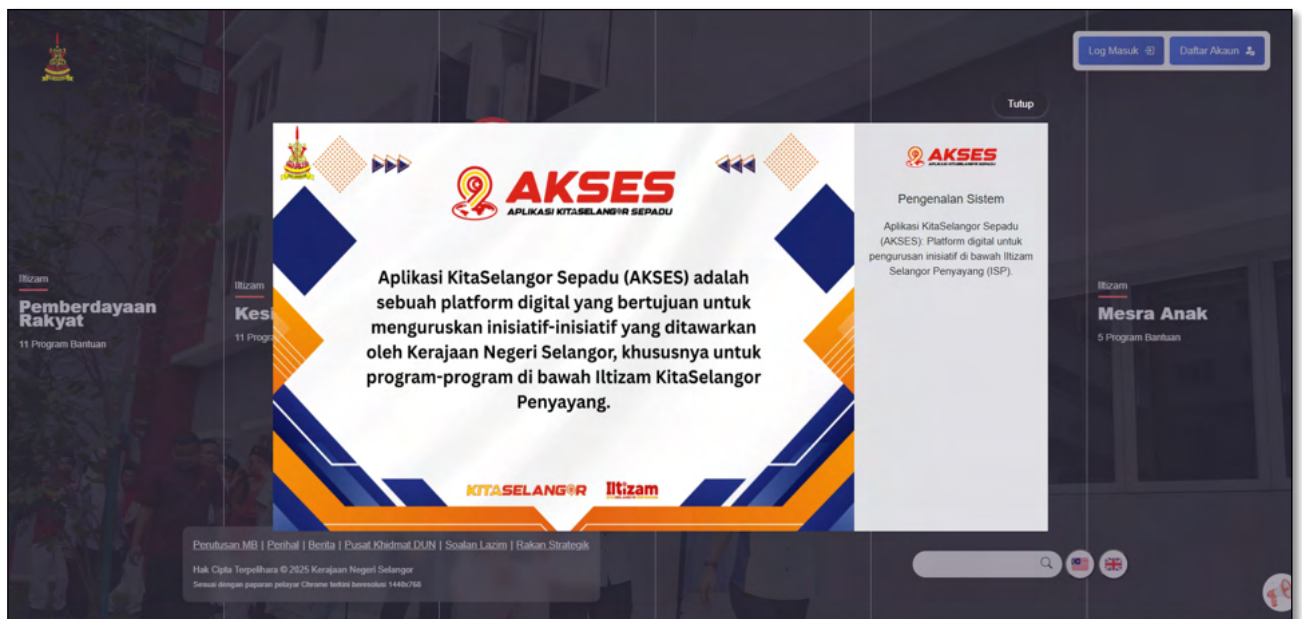 Log Masuk
Daftar Akaun
Tutup
AKSES
APLIKASI KITASELANGOR SEPADU
Aplikasi KitaSelangor Sepadu (AKSES) adalah
sebuah platform digital yang bertujuan untuk
menguruskan inisiatif-inisiatif yang ditawarkan
oleh Kerajaan Negeri Selangor, khususnya untuk
program-program di bawah Iltizam KitaSelangor
Penyayang.
KITASELANGOR
Iltizam
AKSES
APLIKASI KITASELANGOR SEPADU
Pengenalan Sistem
Aplikasi KitaSelangor Sepadu
(AKSES): Platform digital untuk
pengurusan inisiatif di bawah Iltizam
Selangor Penyayang (ISP).
Iltizam
Pemberdayaan
Rakyat
11 Program Bantuan
Iltizam
Kesi
11 Progr
Iltizam
Mesra Anak
5 Program Bantuan
Perutusan MB | Perihal | Berita | Pusat Khidmat DUN | Soalan Lazim | Rakan Strategik
Hak Cipta Terpelihara © 2025 Kerajaan Negeri Selangor
Sesuai dengan paparan pelayar Chrome terkini beresolusi 1440x768